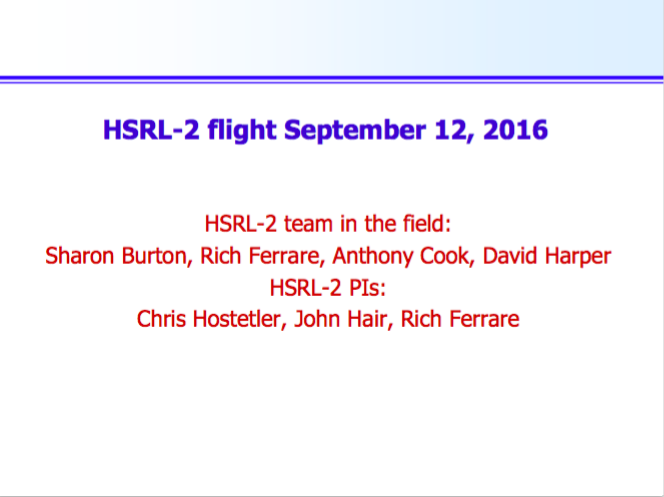 HSRL-2 flight September 12, 2016
HSRL-2 team in the field:
Sharon Burton, Rich Ferrare, Anthony Cook, David Harper
HSRL-2 PIs:
Chris Hostetler, John Hair, Rich Ferrare